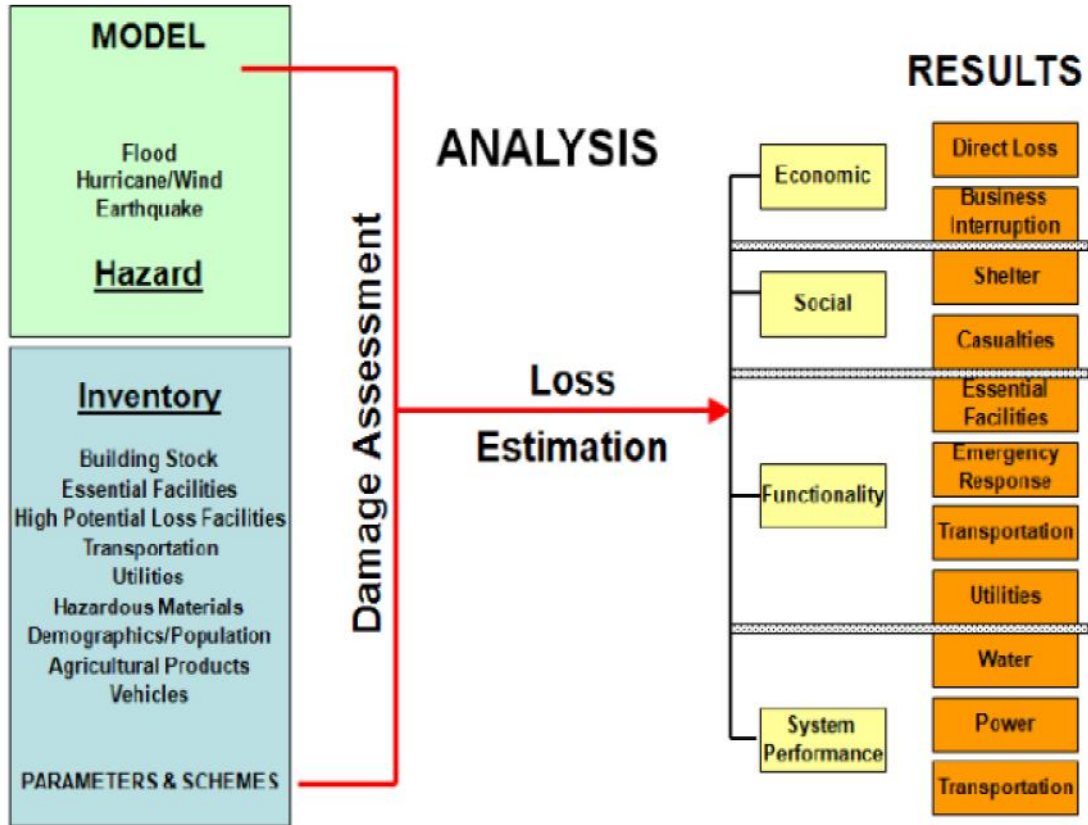 MODEL
Flood
Hurricane/Wind
Earthquake
Hazard
Inventory
Building Stock
Essential Facilities
High Potential Loss Facilities
Transportation
Utilities
Hazardous Materials
Demographics/Population
Agricultural Products
Vehicles
PARAMETERS & SCHEMES
Damage Assessment
ANALYSIS
Loss
Estimation
Economic
Social
Functionality
System
Performance
RESULTS
Direct Loss
Business
Interruption
Shelter
Casualties
Essential
Facilities
Emergency
Response
Transportation
Utilities
Water
Power
Transportation